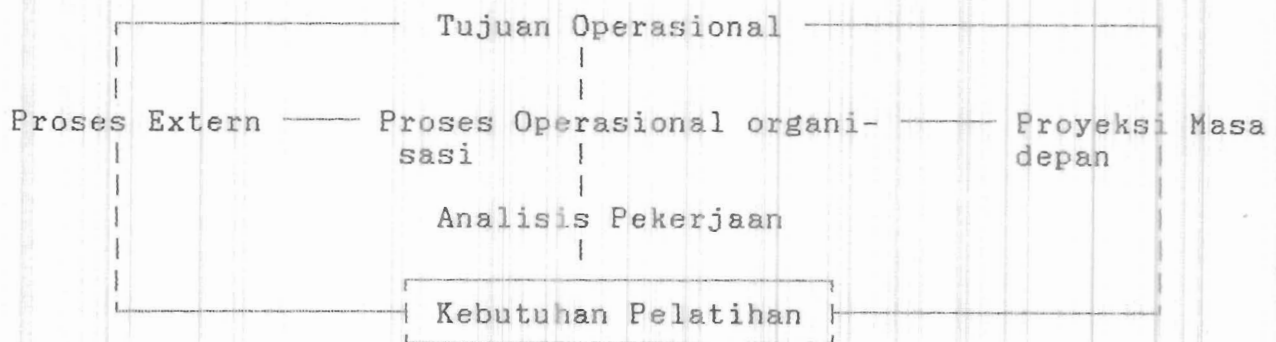 Tujuan Operasional
Proses Extern Proses Operasional organi- Proyeksi Masa
sasi depan
Analisis Pekerjaan
Kebutuhan Pelatihan